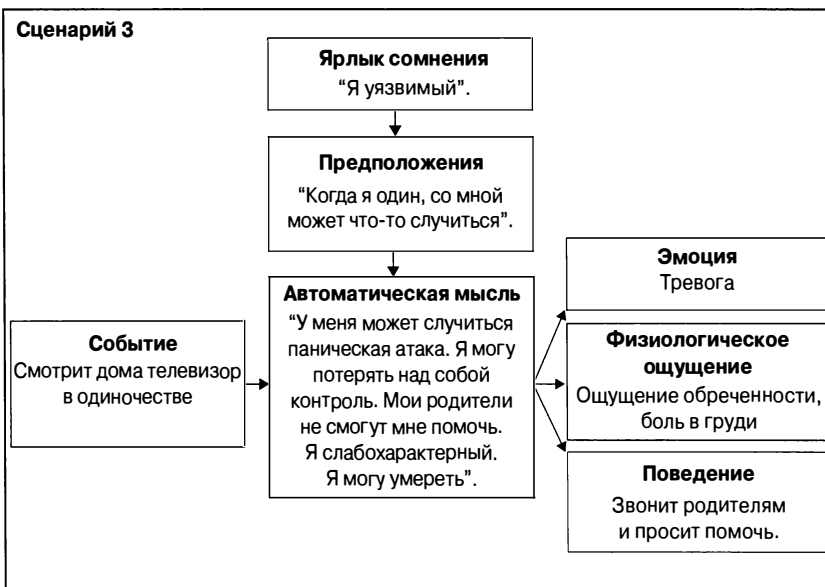 Сценарий 3
Ярлык сомнения
“Я уязвимый”.
Предположения
“Когда я один, со мной
может что-то случиться”.
Автоматическая мысль
“У меня может случиться
паническая атака. Я могу
потерять над собой
контроль. Мои родители
не смогут мне помочь.
Я слабохарактерный.
Я могу умереть”.
Событие
Смотрит дома телевизор
в одиночестве
Эмоция
Тревога
Физиологическое
ощущение
Ощущение обреченности,
боль в груди
Поведение
Звонит родителям
и просит помочь.